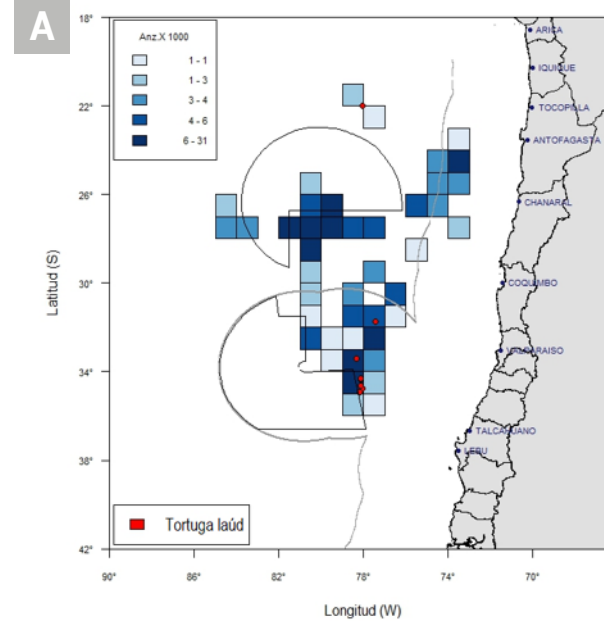 A
18°
22°
26°
30°
34°
38°
42°
Latitud (S)
Anz.X 1000
1 - 1
1 - 3
3 - 4
4 - 6
6 - 31
ARICA
IQUIQUE
TOCOPILLA
ANTOFAGASTA
CHANARAL
COQUIMBO
VALPARAISO
TALCAHUANO
LEBU
Tortuga laúd
90°
86°
82°
78°
74°
70°
Longitud (W)